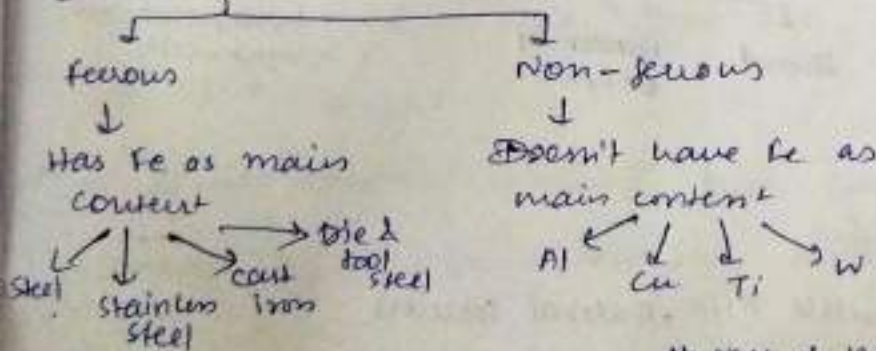 Ferrous
Non-ferrous
Has Fe as main
content
Doesn't have Fe as
main content
Steel
Stainless
steel
cast
iron
Die &
tool
steel
Al
Cu
Ti
W